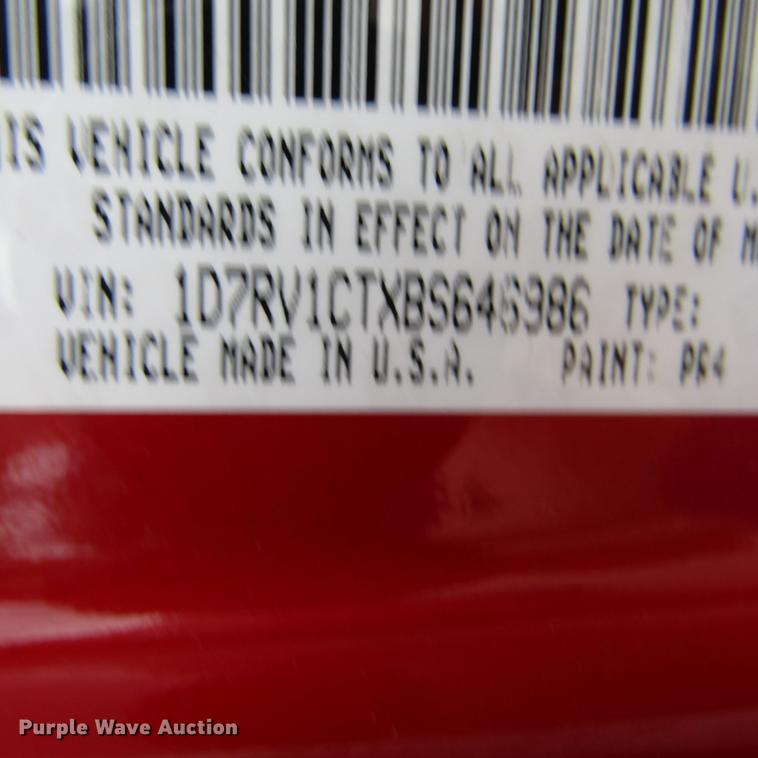 IS VEHICLE CONFORMS TO ALL APPLICABLE U.
STANDARDS IN EFFECT ON THE DATE OF M
VIN: 1D7RV1CTXBS646986 TYPE:
VEHICLE MADE IN U.S.A. PAINT: PR4
Purple Wave Auction